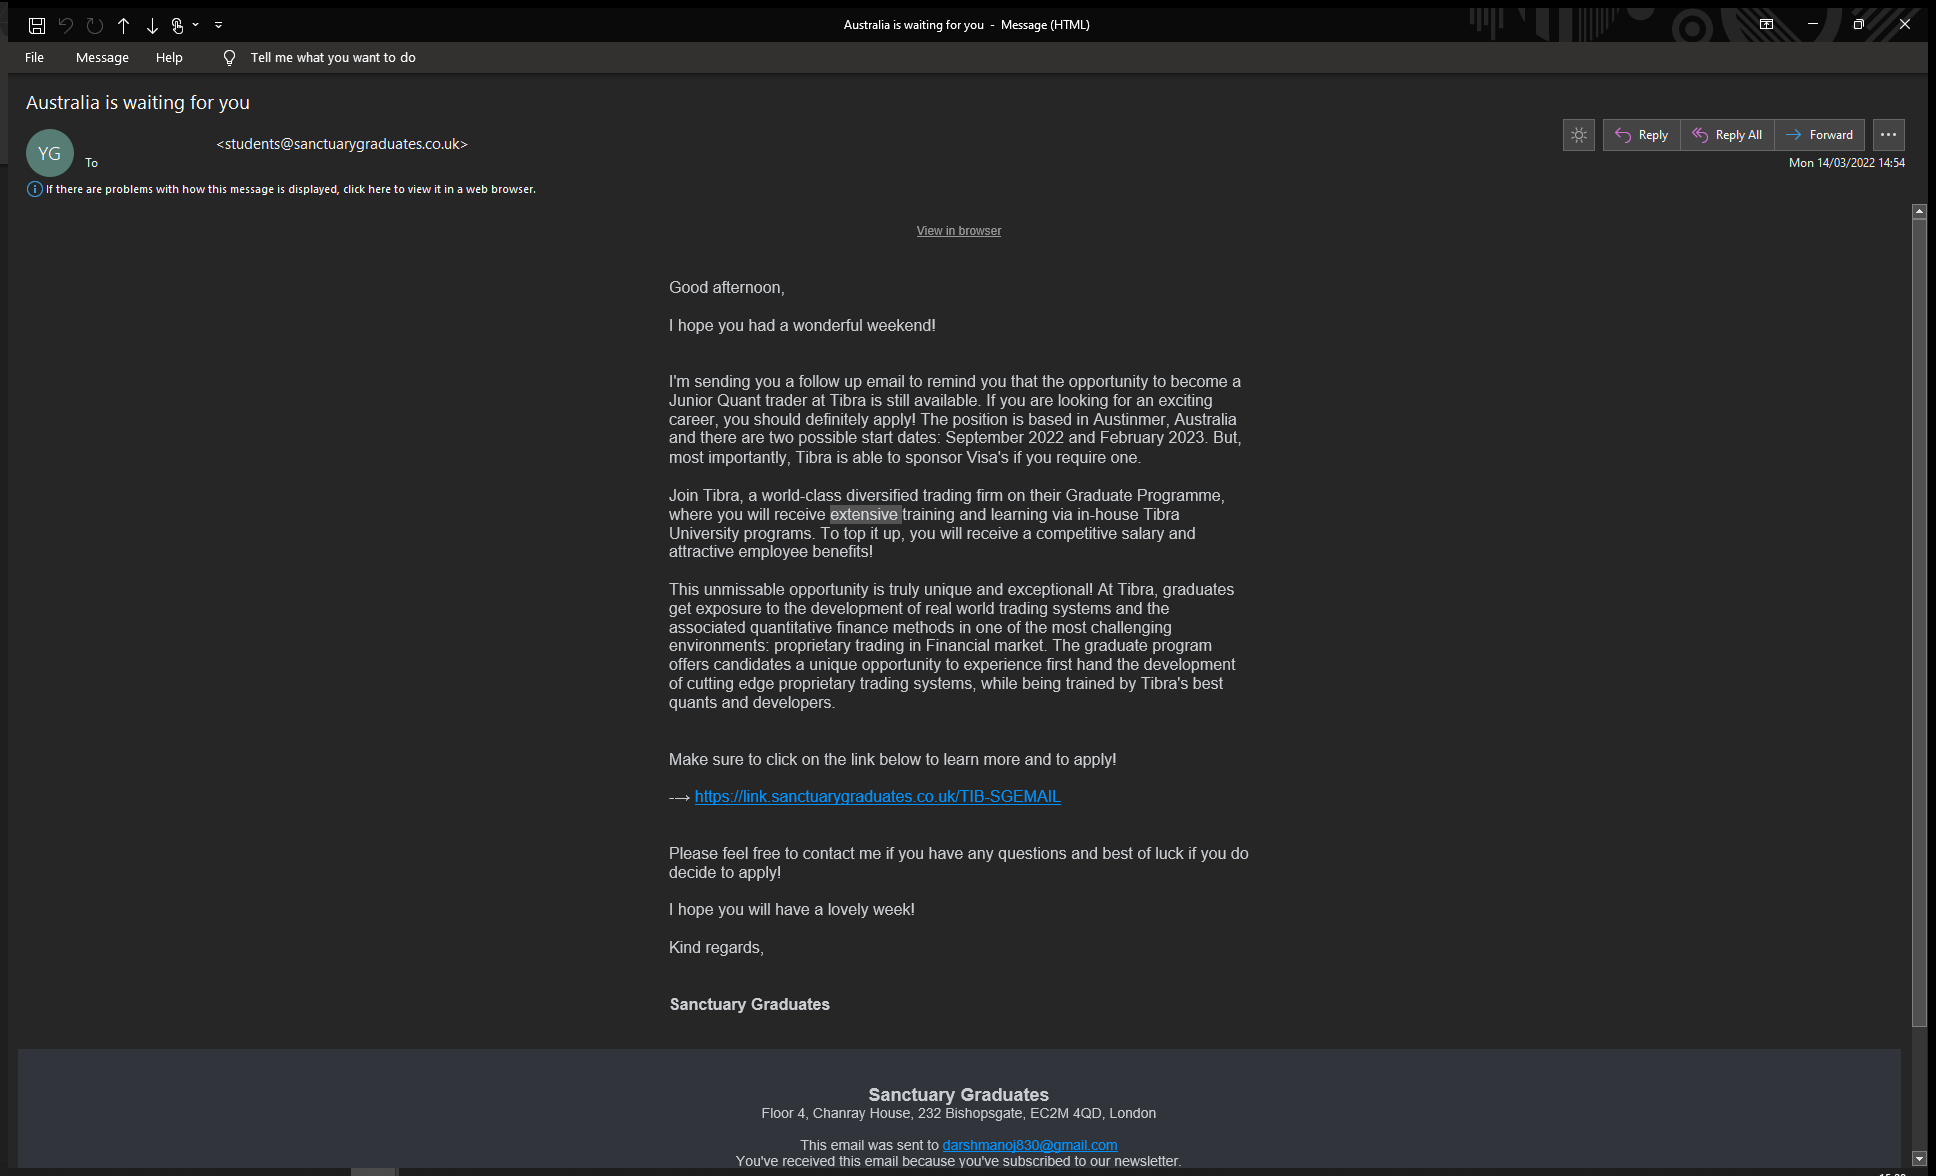 Australia is waiting for you - Message (HTML)
File Message Help Tell me what you want to do
Australia is waiting for you
YG
<students@sanctuarygraduates.co.uk>
To
Reply Reply All Forward
Mon 14/03/2022 14:54
If there are problems with how this message is displayed, click here to view it in a web browser.
View in browser
Good afternoon,
I hope you had a wonderful weekend!
I'm sending you a follow up email to remind you that the opportunity to become a
Junior Quant trader at Tibra is still available. If you are looking for an exciting
career, you should definitely apply! The position is based in Austinmer, Australia
and there are two possible start dates: September 2022 and February 2023. But,
most importantly, Tibra is able to sponsor Visa's if you require one.
Join Tibra, a world-class diversified trading firm on their Graduate Programme,
where you will receive extensive training and learning via in-house Tibra
University programs. To top it up, you will receive a competitive salary and
attractive employee benefits!
This unmissable opportunity is truly unique and exceptional! At Tibra, graduates
get exposure to the development of real world trading systems and the
associated quantitative finance methods in one of the most challenging
environments: proprietary trading in Financial market. The graduate program
offers candidates a unique opportunity to experience first hand the development
of cutting edge proprietary trading systems, while being trained by Tibra's best
quants and developers.
Make sure to click on the link below to learn more and to apply!
--→ https://link.sanctuarygraduates.co.uk/TIB-SGEMAIL
Please feel free to contact me if you have any questions and best of luck if you do
decide to apply!
I hope you will have a lovely week!
Kind regards,
Sanctuary Graduates
Sanctuary Graduates
Floor 4, Chanray House, 232 Bishopsgate, EC2M 4QD, London
This email was sent to darshmanoj830@gmail.com
You've received this email because you've subscribed to our newsletter.